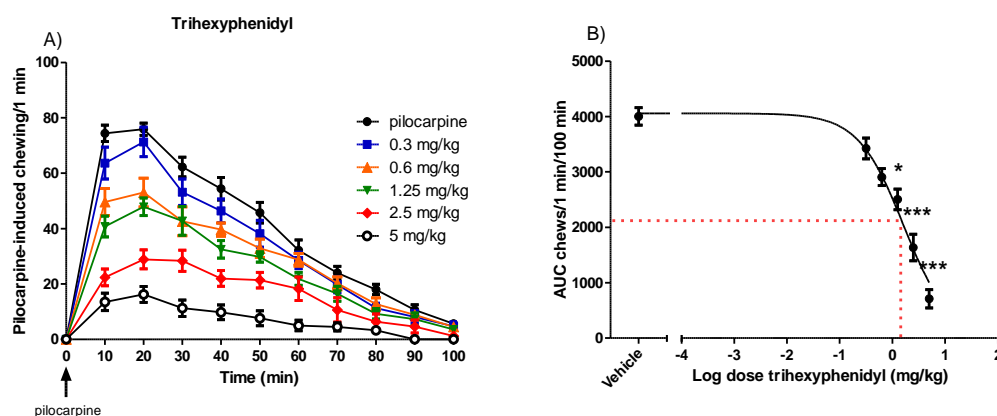 Trihexyphenidyl
A)
Pilocarpine-induced chewing/1 min
100
80
60
40
20
0
0 10 20 30 40 50 60 70 80 90 100
Time (min)
pilocarpine
pilocarpine
0.3 mg/kg
0.6 mg/kg
1.25 mg/kg
2.5 mg/kg
5 mg/kg
B)
AUC chews/1 min/100 min
5000
4000
3000
2000
1000
0
*
***
***
Vehicle -4 -3 -2 -1 0 1 2
Log dose trihexyphenidyl (mg/kg)